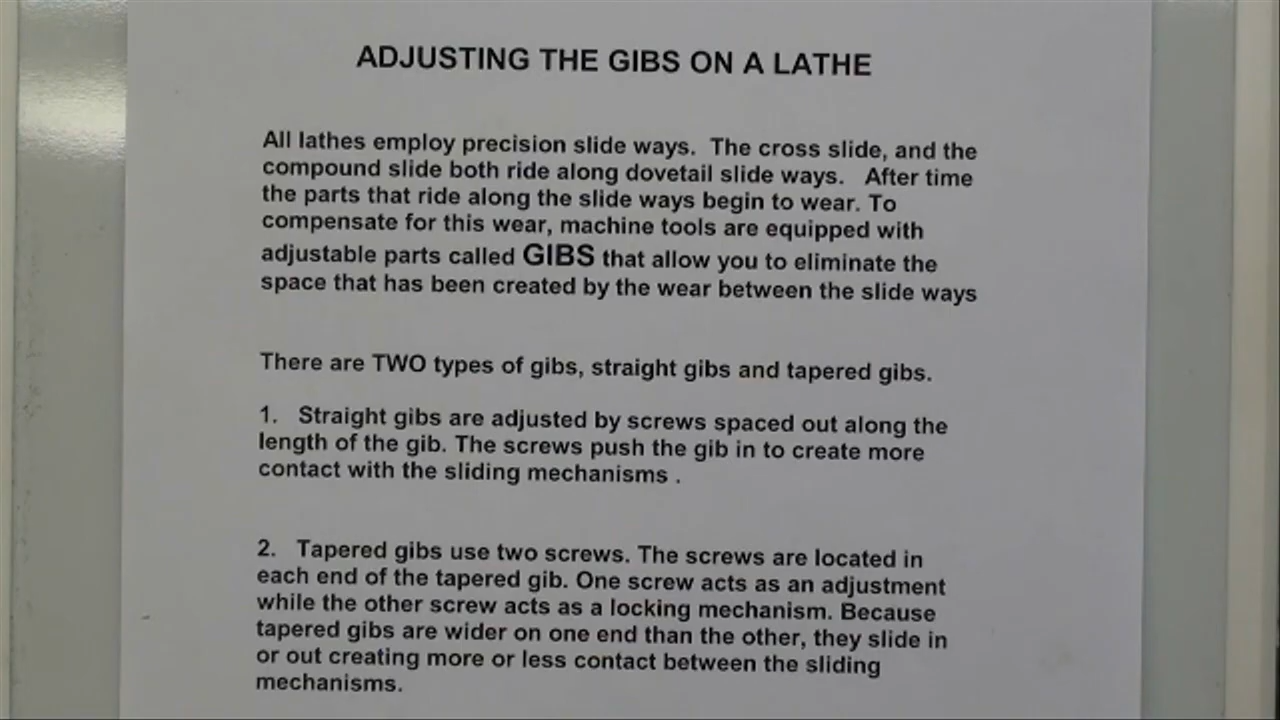 ADJUSTING THE GIBS ON A LATHE
All lathes employ precision slide ways. The cross slide, and the
compound slide both ride along dovetail slide ways. After time
the parts that ride along the slide ways begin to wear. To
compensate for this wear, machine tools are equipped with
adjustable parts called GIBS that allow you to eliminate the
space that has been created by the wear between the slide ways
There are TWO types of gibs, straight gibs and tapered gibs.
1. Straight gibs are adjusted by screws spaced out along the
length of the gib. The screws push the gib in to create more
contact with the sliding mechanisms .
2. Tapered gibs use two screws. The screws are located in
each end of the tapered gib. One screw acts as an adjustment
while the other screw acts as a locking mechanism. Because
tapered gibs are wider on one end than the other, they slide in
or out creating more or less contact between the sliding
mechanisms.